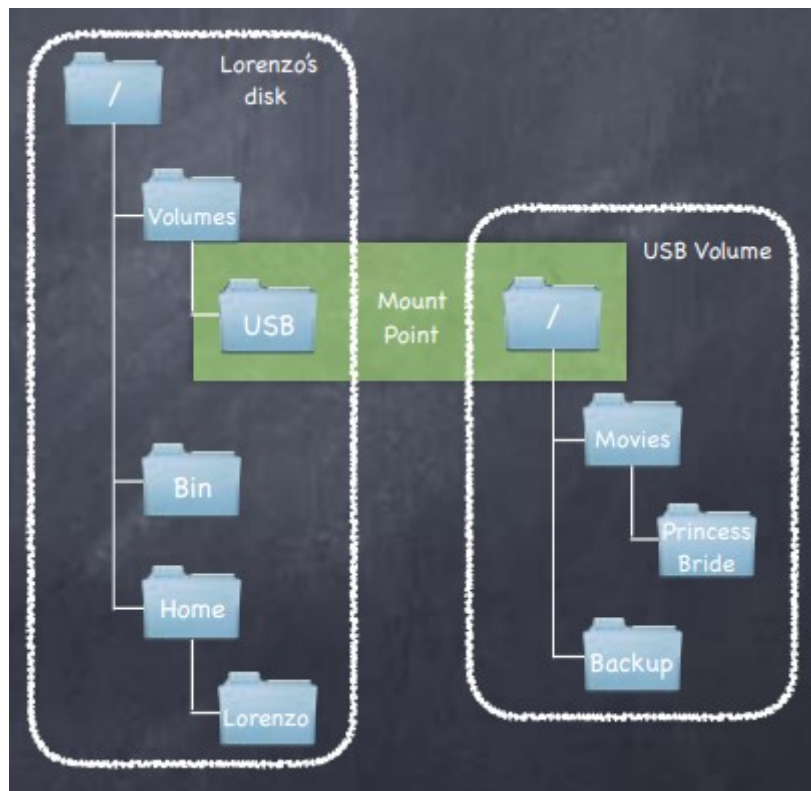 Lorenzo's
disk
/
Volumes
USB
Bin
Home
Lorenzo
Mount
Point
USB Volume
/
Movies
Princess
Bride
Backup